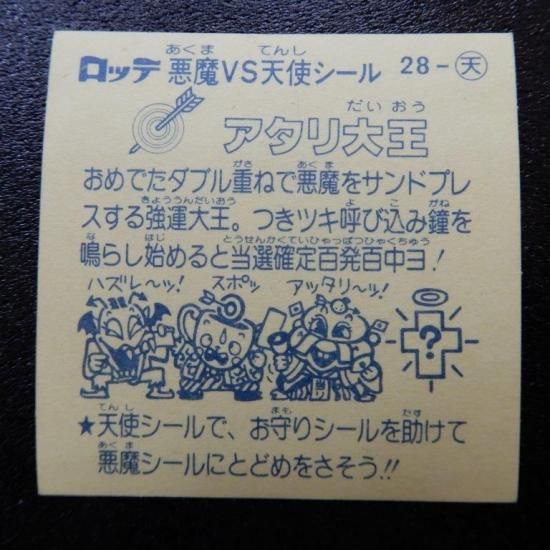 ロッテ 悪魔VS天使シール 28-天
アタリ大王
おめでたダブル重ねで悪魔をサンドプレ
スする強運大王。つきツキ呼び込み鐘を
鳴らし始めると当選確定百発百中ヨ!
ハズレ〜ッ! スポッ アッタリ〜ッ!
?
★天使シールで、お守りシールを助けて
悪魔シールにとどめをさそう!!